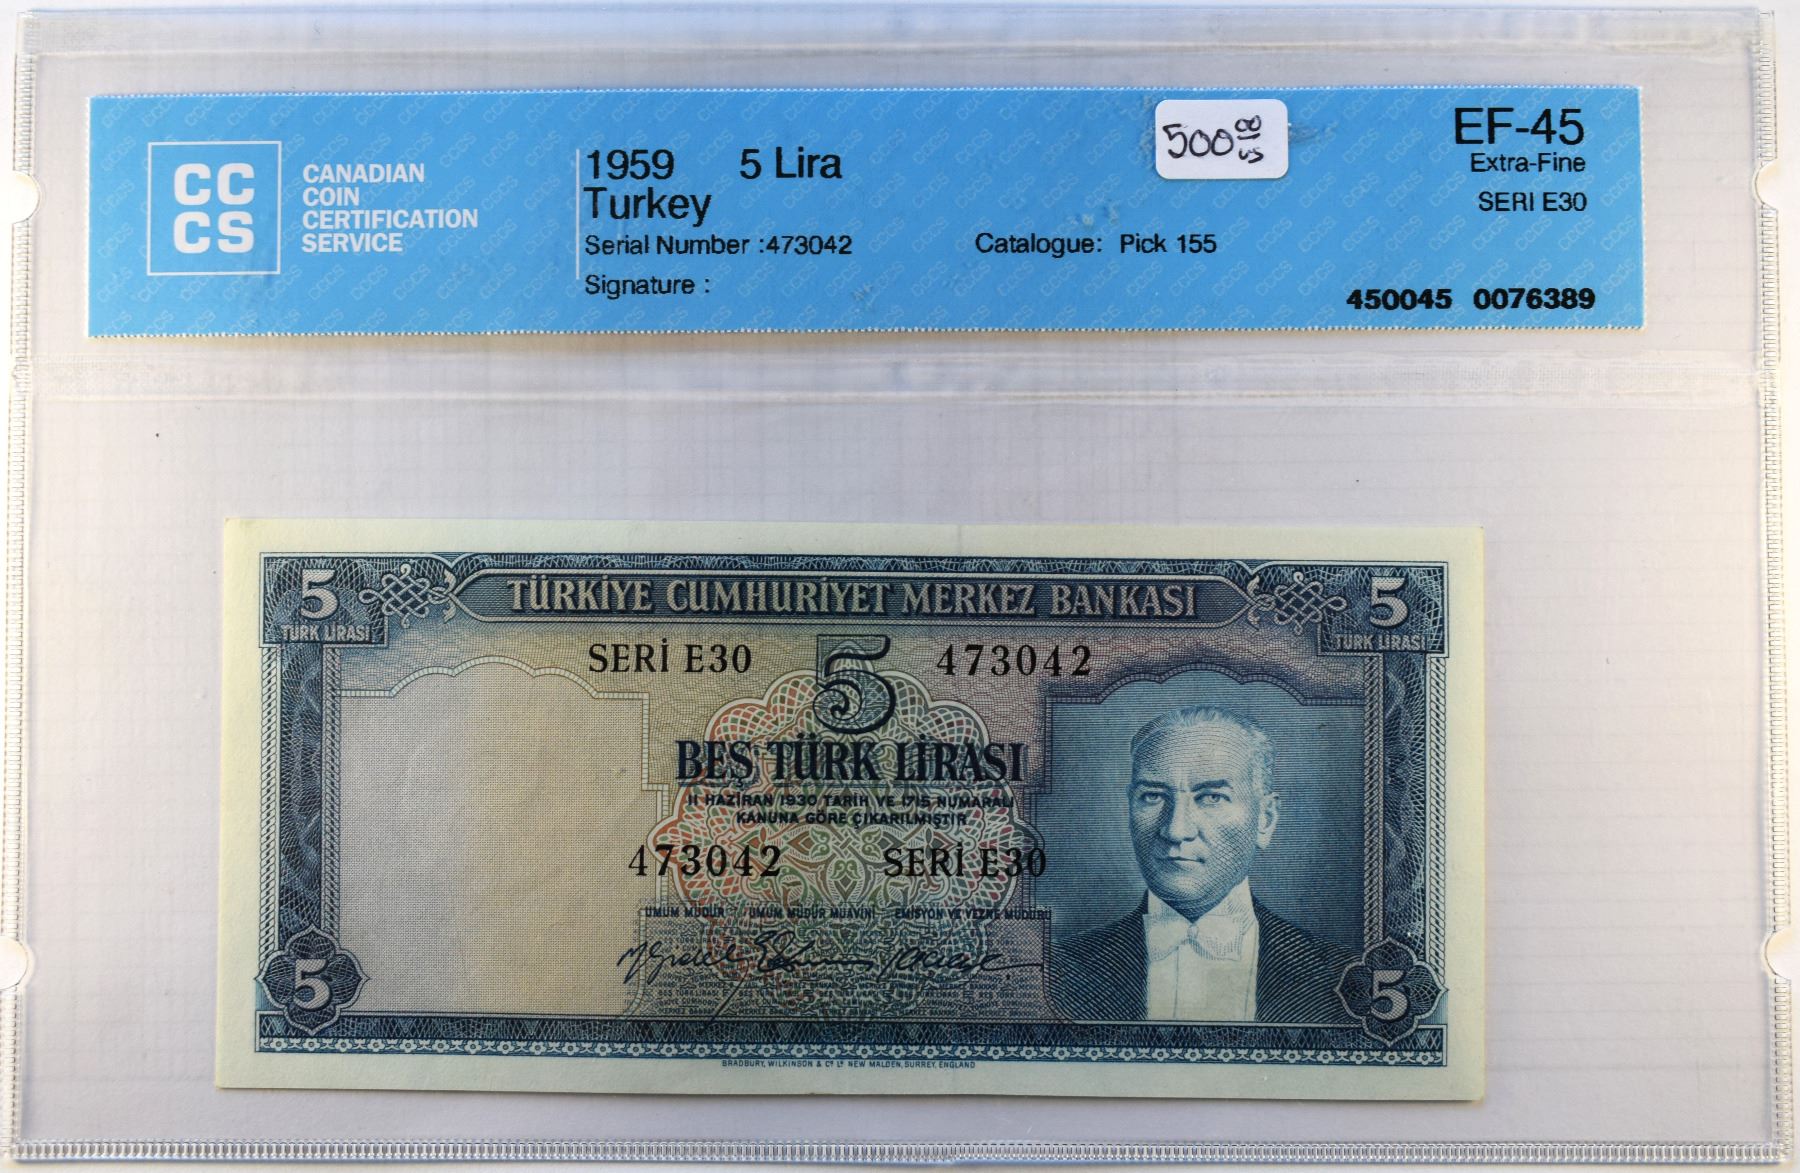 CC
CS
CANADIAN
COIN
CERTIFICATION
SERVICE
1959 5 Lira
Turkey
Serial Number :473042
Signature :
Catalogue: Pick 155
500 00 US
EF-45
Extra-Fine
SERI E30
450045 0076389
5
TÜRK LİRASI
TÜRKİYE CUMHURİYET MERKEZ BANKASI
5
TÜRK LİRASI
SERİ E30
5
473042
BEŞ TÜRK LİRASI
11 HAZİRAN 1930 TARİH VE 1715 NUMARALI
KANUNA GÖRE ÇIKARILMIŞTIR
473042 SERİ E30
UMUM MÜDÜR UMUM MÜDÜR MUAVİNİ EMİSYON VE VEZNE MÜDÜRÜ
5
5
BRADBURY, WILKINSON & Cº Lᴰ NEW MALDEN, SURREY, ENGLAND